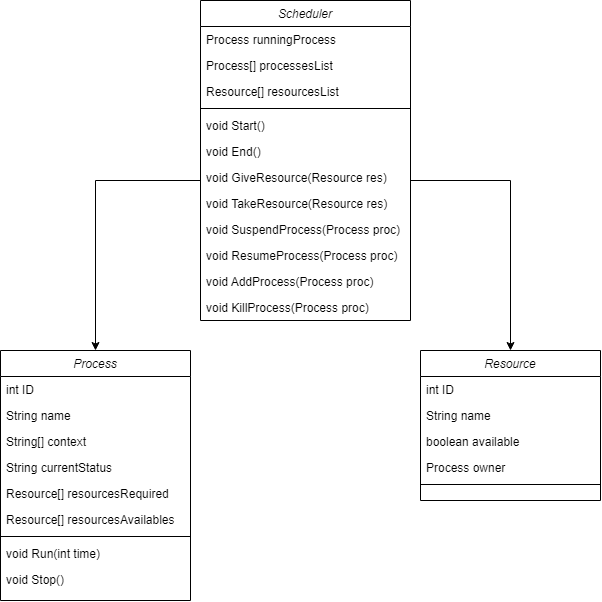 Scheduler
Process runningProcess
Process[] processesList
Resource[] resourcesList
void Start()
void End()
void GiveResource(Resource res)
void TakeResource(Resource res)
void SuspendProcess(Process proc)
void ResumeProcess(Process proc)
void AddProcess(Process proc)
void KillProcess(Process proc)
Process
int ID
String name
String[] context
String currentStatus
Resource[] resourcesRequired
Resource[] resourcesAvailables
void Run(int time)
void Stop()
Resource
int ID
String name
boolean available
Process owner